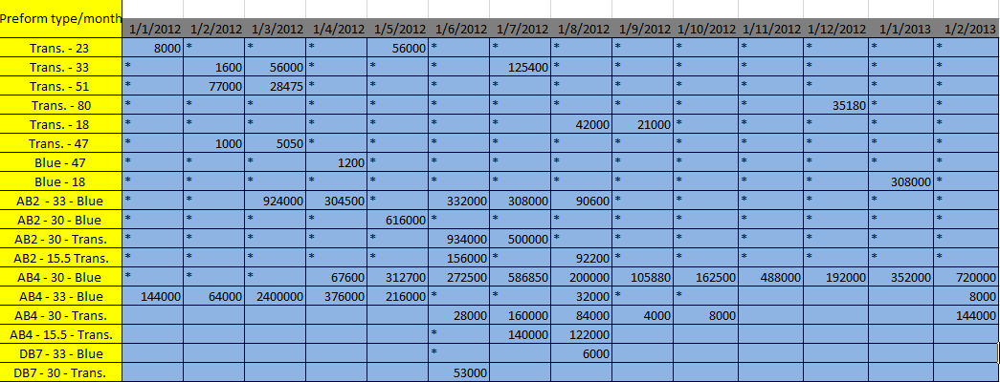 Preform type/month 1/1/2012 1/2/2012 1/3/2012 1/4/2012 1/5/2012 1/6/2012 1/7/2012 1/8/2012 1/9/2012 1/10/2012 1/11/2012 1/12/2012 1/1/2013 1/2/2013
Trans. - 23 8000 * * * 56000 * * * * * * * * *
Trans. - 33 * 1600 56000 * * * 125400 * * * * * * *
Trans. - 51 * 77000 28475 * * * * * * * * * * *
Trans. - 80 * * * * * * * * * * * 35180 * *
Trans. - 18 * * * * * * * 42000 21000 * * * * *
Trans. - 47 * 1000 5050 * * * * * * * * * * *
Blue - 47 * * * 1200 * * * * * * * * * *
Blue - 18 * * * * * * * * * * * * 308000 *
AB2 - 33 - Blue * * 924000 304500 * 332000 308000 90600 * * * * * *
AB2 - 30 - Blue * * * * 616000 * * * * * * * * *
AB2 - 30 - Trans. * * * * * 934000 500000 * * * * * * *
AB2 - 15.5 Trans. * * * * * 156000 * 92200 * * * * * *
AB4 - 30 - Blue * * * 67600 312700 272500 586850 200000 105880 162500 488000 192000 352000 720000
AB4 - 33 - Blue 144000 64000 2400000 376000 216000 * * 32000 * * 8000
AB4 - 30 - Trans. 28000 160000 84000 4000 8000 144000
AB4 - 15.5 - Trans. * 140000 122000
DB7 - 33 - Blue * 6000
DB7 - 30 - Trans. 53000